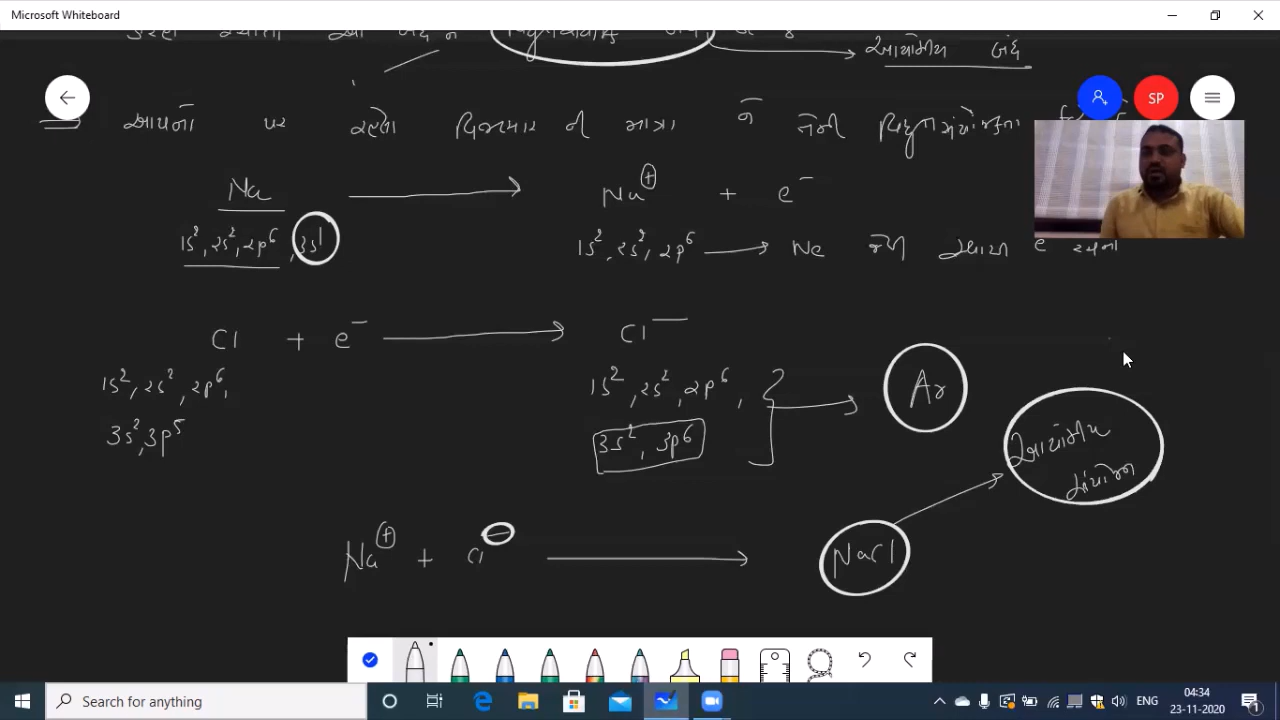 Microsoft Whiteboard
આયનીય બંધ
SP
આયનો પર રહેલા વિજભાર ની માત્રા ને તેની
Na → Na⁺ + e⁻
1s², 2s², 2p⁶, 3s¹ 1s², 2s², 2p⁶ → Ne જેવી e રચના
Cl + e⁻ → Cl⁻
1s², 2s², 2p⁶, 1s², 2s², 2p⁶, → Ar
3s², 3p⁵ 3s², 3p⁶
આયનીય
સંયોજન
Na⁺ + Cl⁻ → NaCl
Search for anything
ENG
04:34
23-11-2020